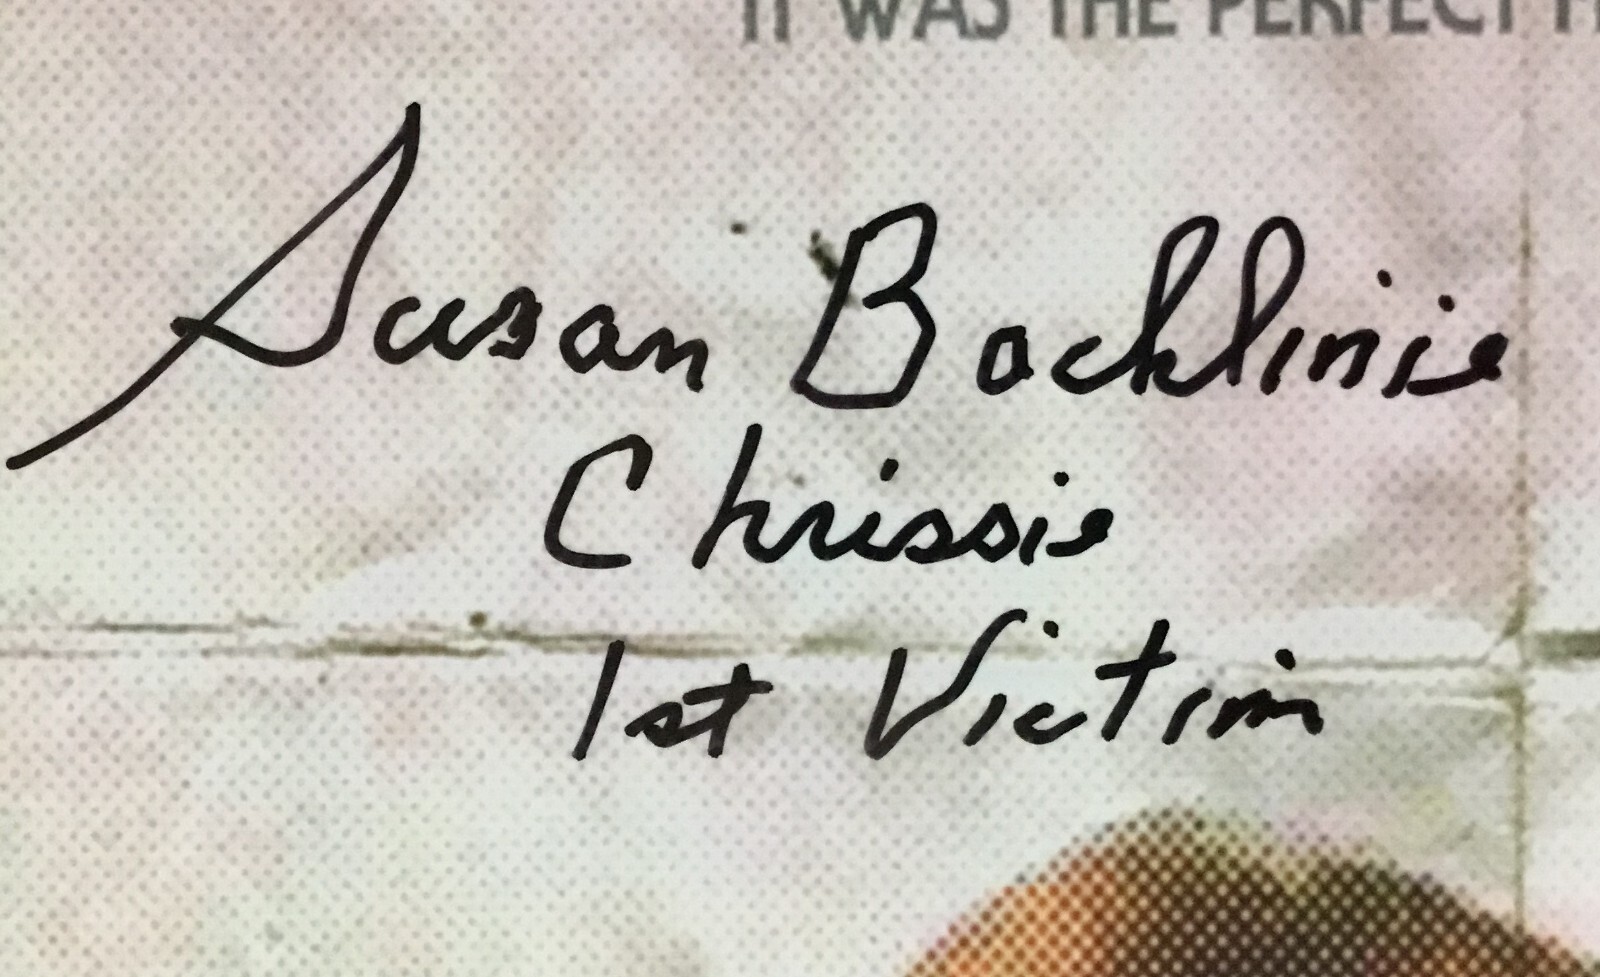 IT WAS THE PERFECT
Susan Backlinie
Chrissie
1st Victim